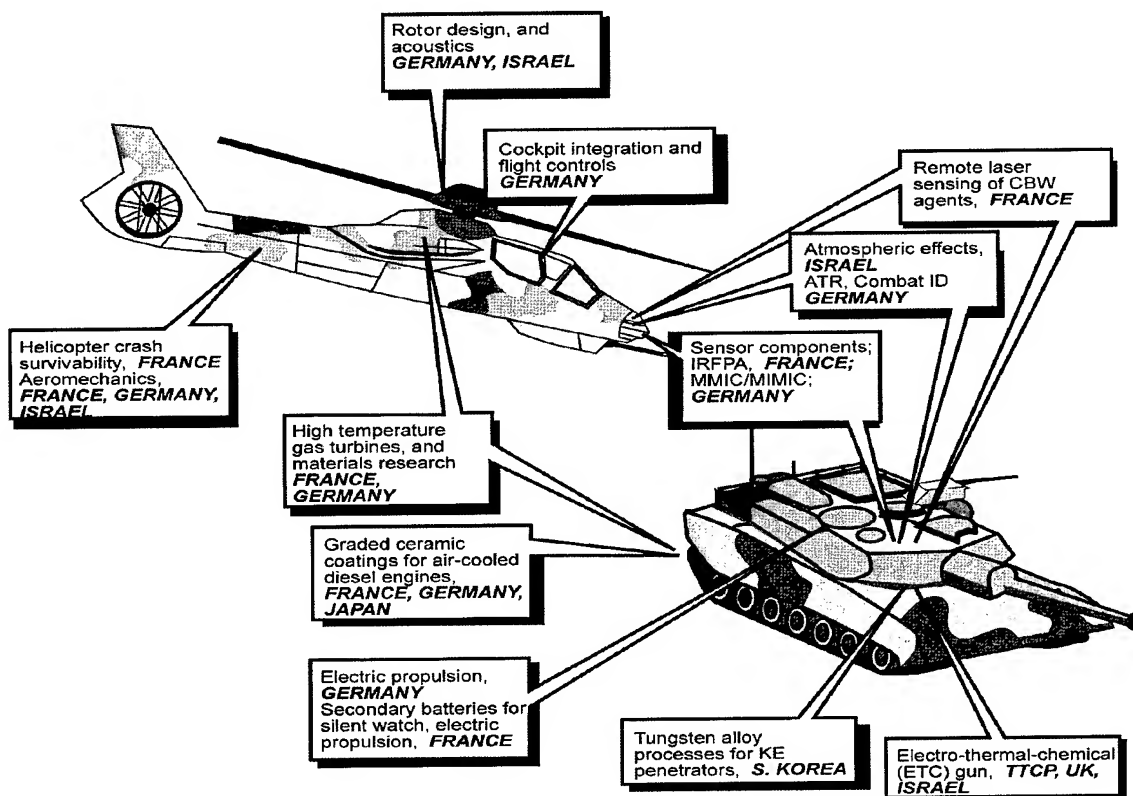 Rotor design, and
acoustics
GERMANY, ISRAEL
Cockpit integration and
flight controls
GERMANY
Remote laser
sensing of CBW
agents, FRANCE
Atmospheric effects,
ISRAEL
ATR, Combat ID
GERMANY
Helicopter crash
survivability, FRANCE
Aeromechanics,
FRANCE, GERMANY,
ISRAEL
Sensor components;
IRFPA, FRANCE;
MMIC/MIMIC;
GERMANY
High temperature
gas turbines, and
materials research
FRANCE,
GERMANY
Graded ceramic
coatings for air-cooled
diesel engines,
FRANCE, GERMANY,
JAPAN
Electric propulsion,
GERMANY
Secondary batteries for
silent watch, electric
propulsion, FRANCE
Tungsten alloy
processes for KE
penetrators, S. KOREA
Electro-thermal-chemical
(ETC) gun, TTCP, UK,
ISRAEL